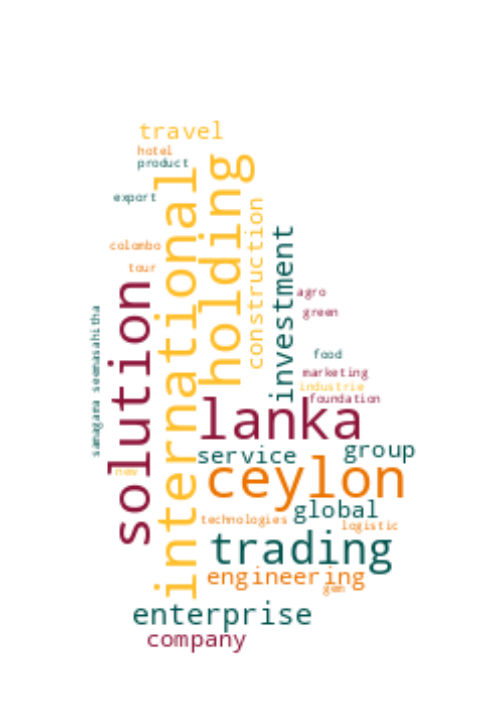 travel
hotel
product
export
international
holding
construction
colombo
investment
tour
solution
agro
green
samagara seemasahitha
food
marketing
industrie
foundation
lanka
service
group
new
ceylon
global
technologies
logistic
trading
engineering
gem
enterprise
company